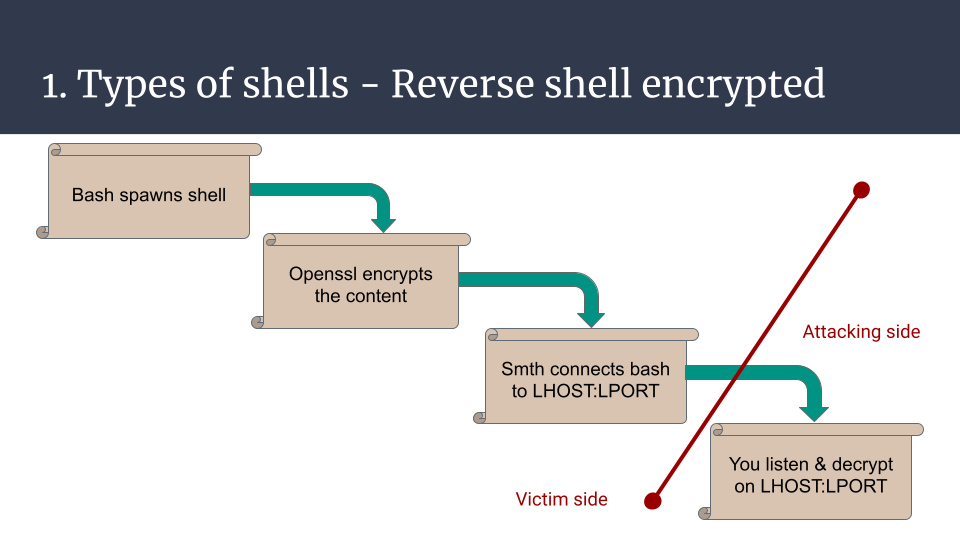 1. Types of shells - Reverse shell encrypted
Bash spawns shell
Openssl encrypts
the content
Smth connects bash
to LHOST:LPORT
Attacking side
You listen & decrypt
on LHOST:LPORT
Victim side